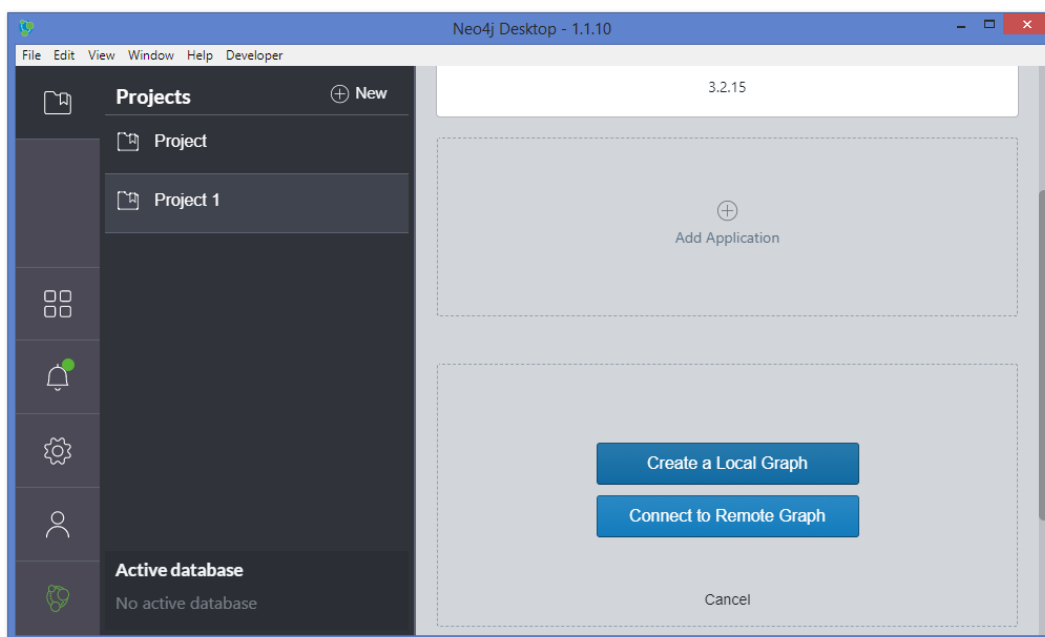 Neo4j Desktop - 1.1.10
File Edit View Window Help Developer
Projects
New
Project
Project 1
Active database
No active database
3.2.15
Add Application
Create a Local Graph
Connect to Remote Graph
Cancel